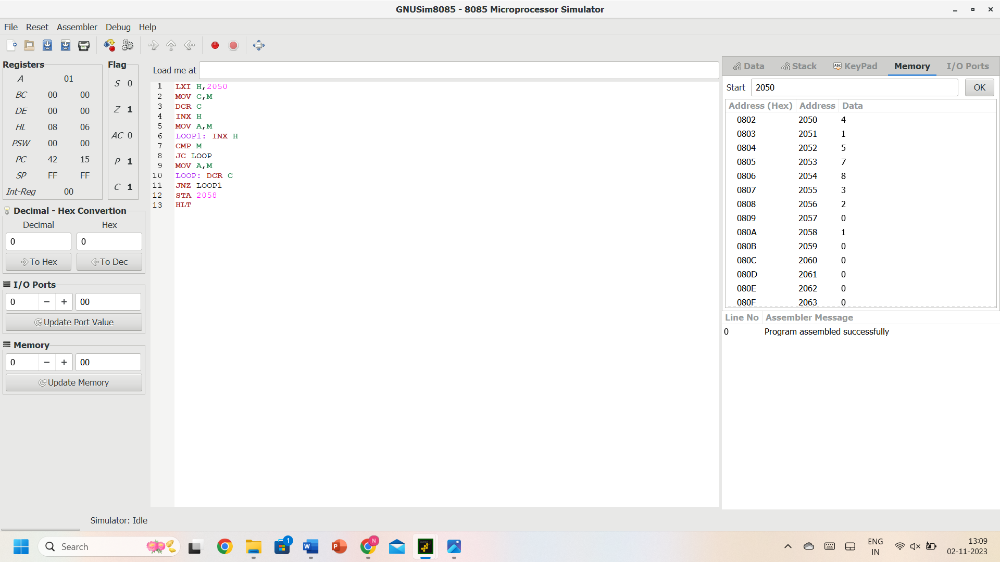 GNUSim8085 - 8085 Microprocessor Simulator
File Reset Assembler Debug Help
Registers
A 01
BC 00 00
DE 00 00
HL 08 06
PSW 00 00
PC 42 15
SP FF FF
Int-Reg 00
Flag
S 0
Z 1
AC 0
P 1
C 1
Decimal - Hex Convertion
Decimal Hex
0 0
To Hex To Dec
I/O Ports
0 − + 00
Update Port Value
Memory
0 − + 00
Update Memory
Load me at
1 LXI H,2050
2 MOV C,M
3 DCR C
4 INX H
5 MOV A,M
6 LOOP1: INX H
7 CMP M
8 JC LOOP
9 MOV A,M
10 LOOP: DCR C
11 JNZ LOOP1
12 STA 2058
13 HLT
Data Stack Abc KeyPad Memory I/O Ports
Start 2050 OK
Address (Hex) Address Data
0802 2050 4
0803 2051 1
0804 2052 5
0805 2053 7
0806 2054 8
0807 2055 3
0808 2056 2
0809 2057 0
080A 2058 1
080B 2059 0
080C 2060 0
080D 2061 0
080E 2062 0
080F 2063 0
Line No Assembler Message
0 Program assembled successfully
Simulator: Idle
Search
1
W
P
N
ENG
IN
13:09
02-11-2023